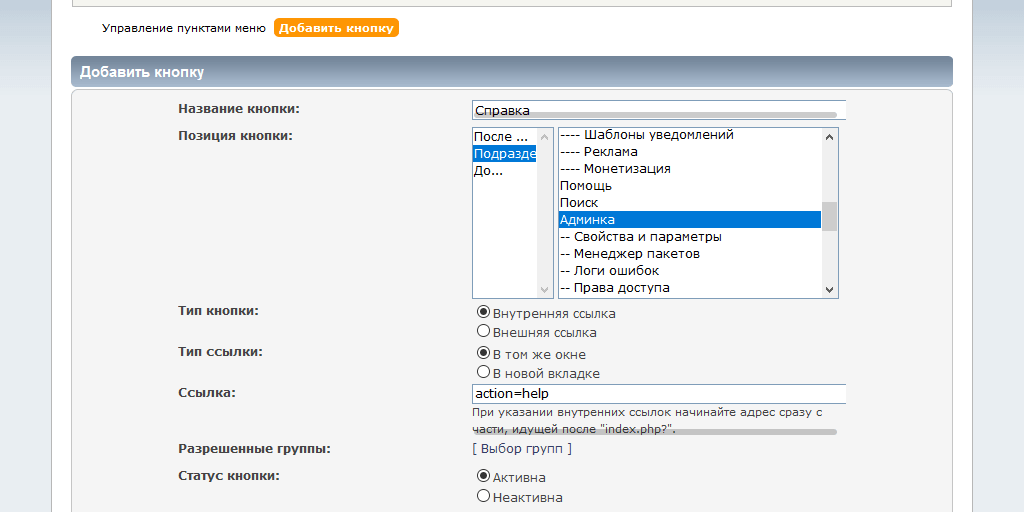 Управление пунктами меню Добавить кнопку
Добавить кнопку
Название кнопки: Справка
Позиция кнопки:
После ...
Подразде
До...
---- Шаблоны уведомлений
---- Реклама
---- Монетизация
Помощь
Поиск
Админка
-- Свойства и параметры
-- Менеджер пакетов
-- Логи ошибок
-- Права доступа
Тип кнопки: Внутренняя ссылка
Внешняя ссылка
Тип ссылки: В том же окне
В новой вкладке
Ссылка: action=help
При указании внутренних ссылок начинайте адрес сразу с
части, идущей после "index.php?".
Разрешенные группы: [ Выбор групп ]
Статус кнопки: Активна
Неактивна